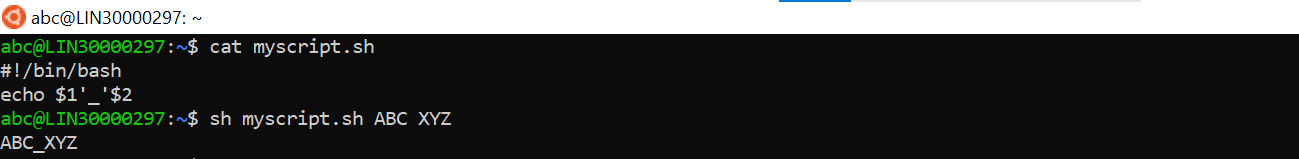 abc@LIN30000297: ~
abc@LIN30000297:~$ cat myscript.sh
#!/bin/bash
echo $1'_'$2
abc@LIN30000297:~$ sh myscript.sh ABC XYZ
ABC_XYZ